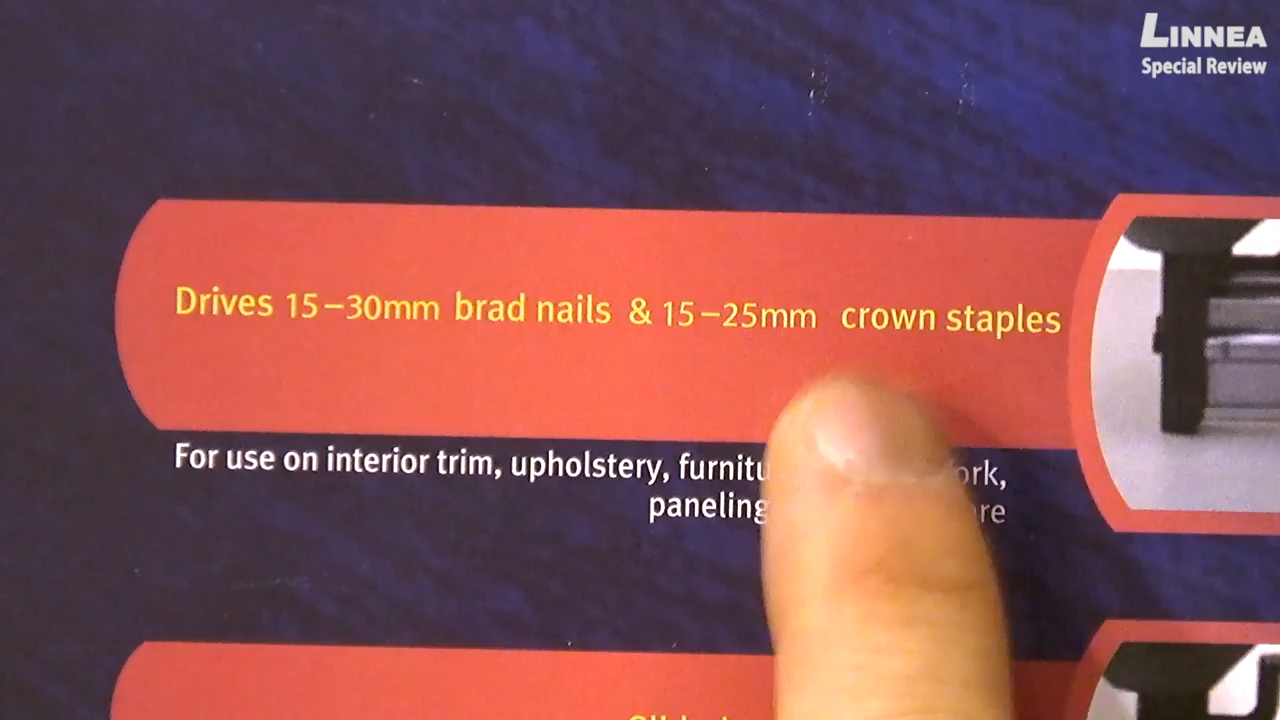 LINNEA
Special Review
Drives 15–30mm brad nails & 15–25mm crown staples
For use on interior trim, upholstery, furnitu ork,
paneling re